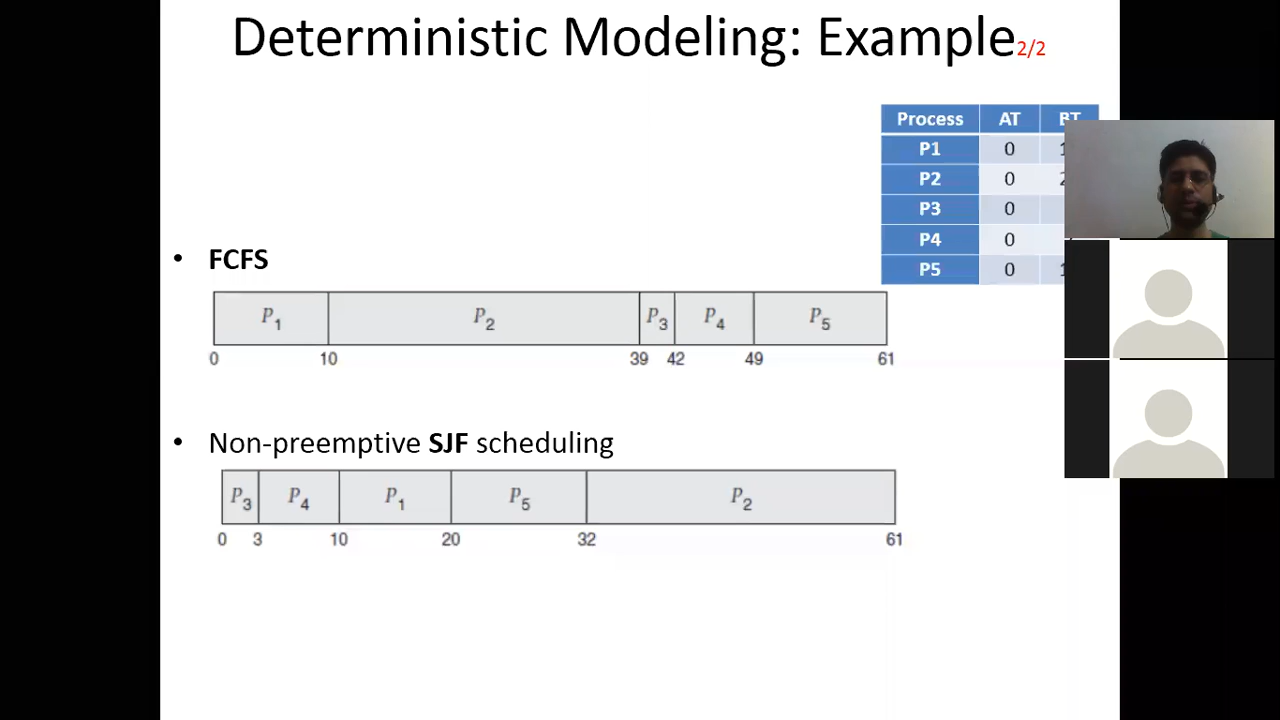 Deterministic Modeling: Example 2/2
Process AT BT
P1 0
P2 0
P3 0
P4 0
P5 0
• FCFS
P1 P2 P3 P4 P5
0 10 39 42 49 61
• Non-preemptive SJF scheduling
P3 P4 P1 P5 P2
0 3 10 20 32 61